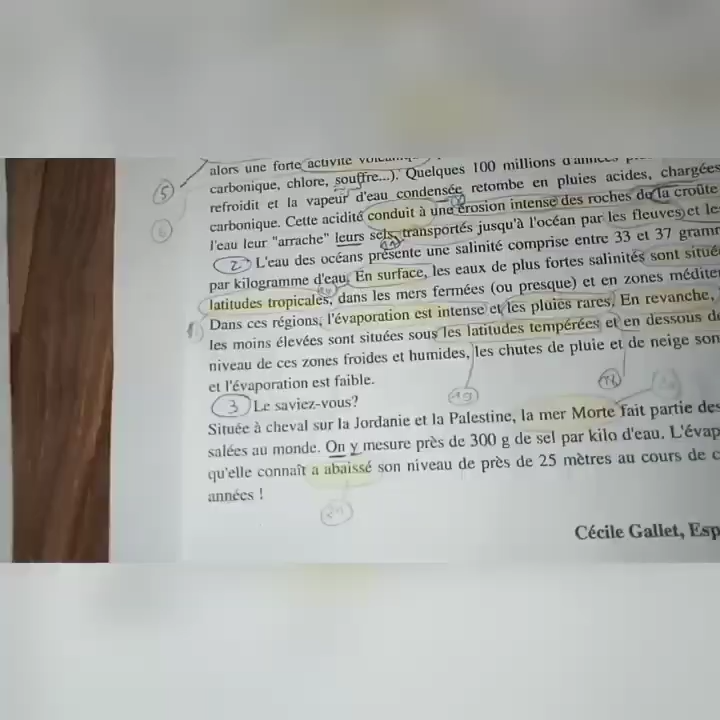 alors une forte activité
carbonique, chlore, souffre...). Quelques 100 millions d'années
refroidit et la vapeur d'eau condensée retombe en pluies acides, chargées
carbonique. Cette acidité conduit à une érosion intense des roches de la croûte
l'eau leur "arrache" leurs sels, transportés jusqu'à l'océan par les fleuves et le
5
6
2 L'eau des océans présente une salinité comprise entre 33 et 37 gramm
par kilogramme d'eau. En surface, les eaux de plus fortes salinités sont situé
latitudes tropicales, dans les mers fermées (ou presque) et en zones méditer
Dans ces régions, l'évaporation est intense et les pluies rares. En revanche,
les moins élevées sont situées sous les latitudes tempérées et en dessous d
niveau de ces zones froides et humides, les chutes de pluie et de neige son
et l'évaporation est faible.
19
3 Le saviez-vous?
Située à cheval sur la Jordanie et la Palestine, la mer Morte fait partie des
salées au monde. On y mesure près de 300 g de sel par kilo d'eau. L'évap
qu'elle connaît a abaissé son niveau de près de 25 mètres au cours de c
années !
Cécile Gallet, Esp